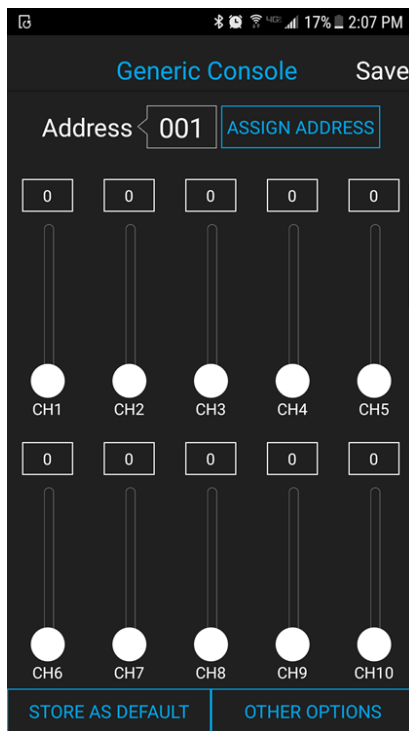 4G 17% 2:07 PM
Generic Console Save
Address 001 ASSIGN ADDRESS
0 0 0 0 0
CH1 CH2 CH3 CH4 CH5
0 0 0 0 0
CH6 CH7 CH8 CH9 CH10
STORE AS DEFAULT OTHER OPTIONS